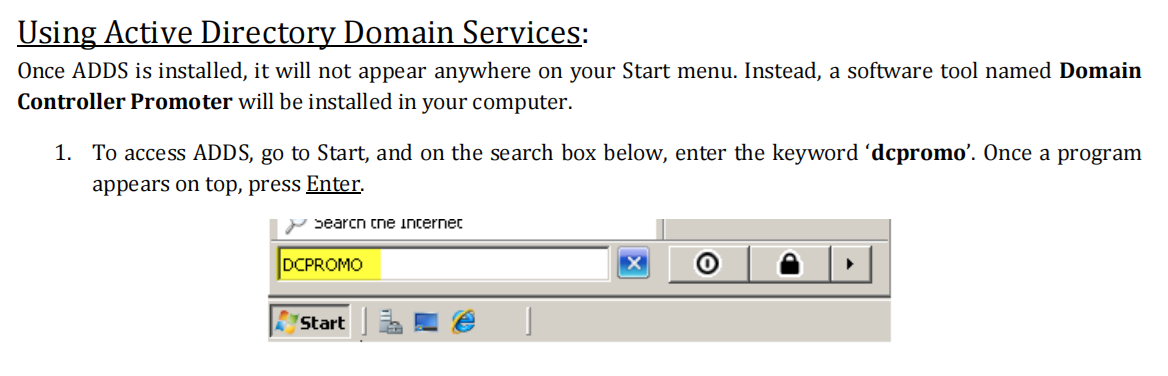 Using Active Directory Domain Services:
Once ADDS is installed, it will not appear anywhere on your Start menu. Instead, a software tool named Domain
Controller Promoter will be installed in your computer.
1. To access ADDS, go to Start, and on the search box below, enter the keyword ‘dcpromo’. Once a program
appears on top, press Enter.
Search the Internet
DCPROMO
Start